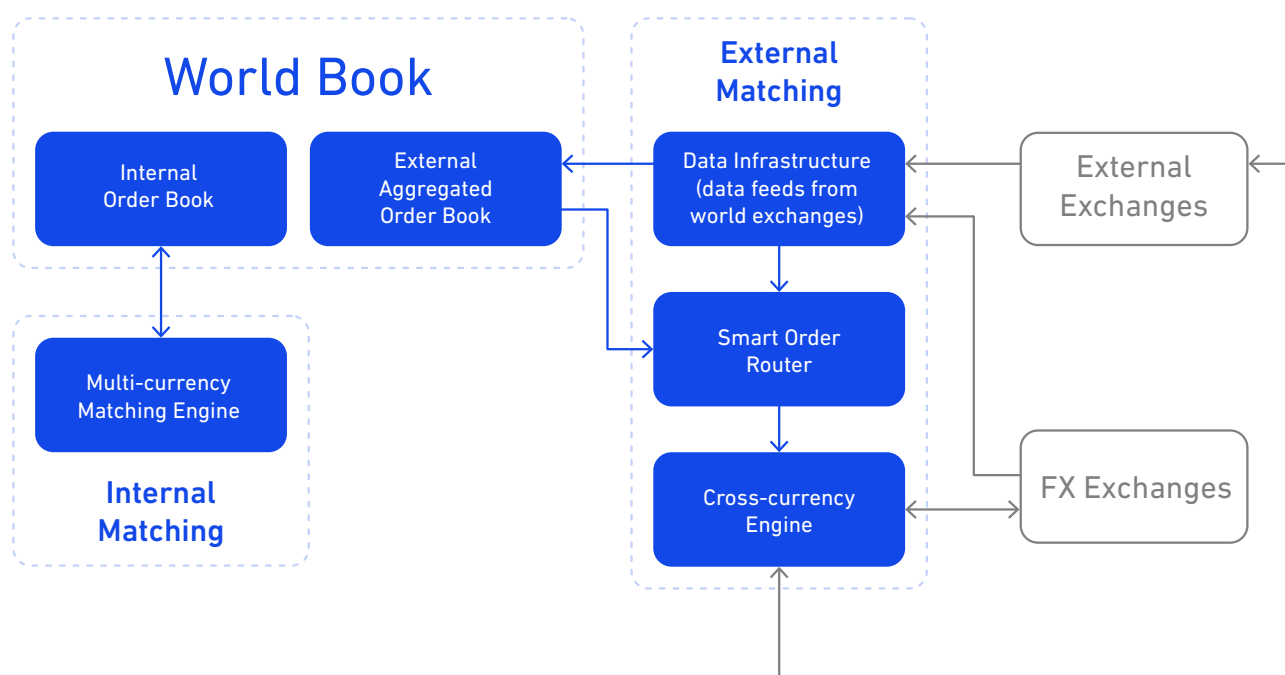 World Book
Internal
Order Book
External
Aggregated
Order Book
Multi-currency
Matching Engine
Internal
Matching
External
Matching
Data Infrastructure
(data feeds from
world exchanges)
Smart Order
Router
Cross-currency
Engine
External
Exchanges
FX Exchanges